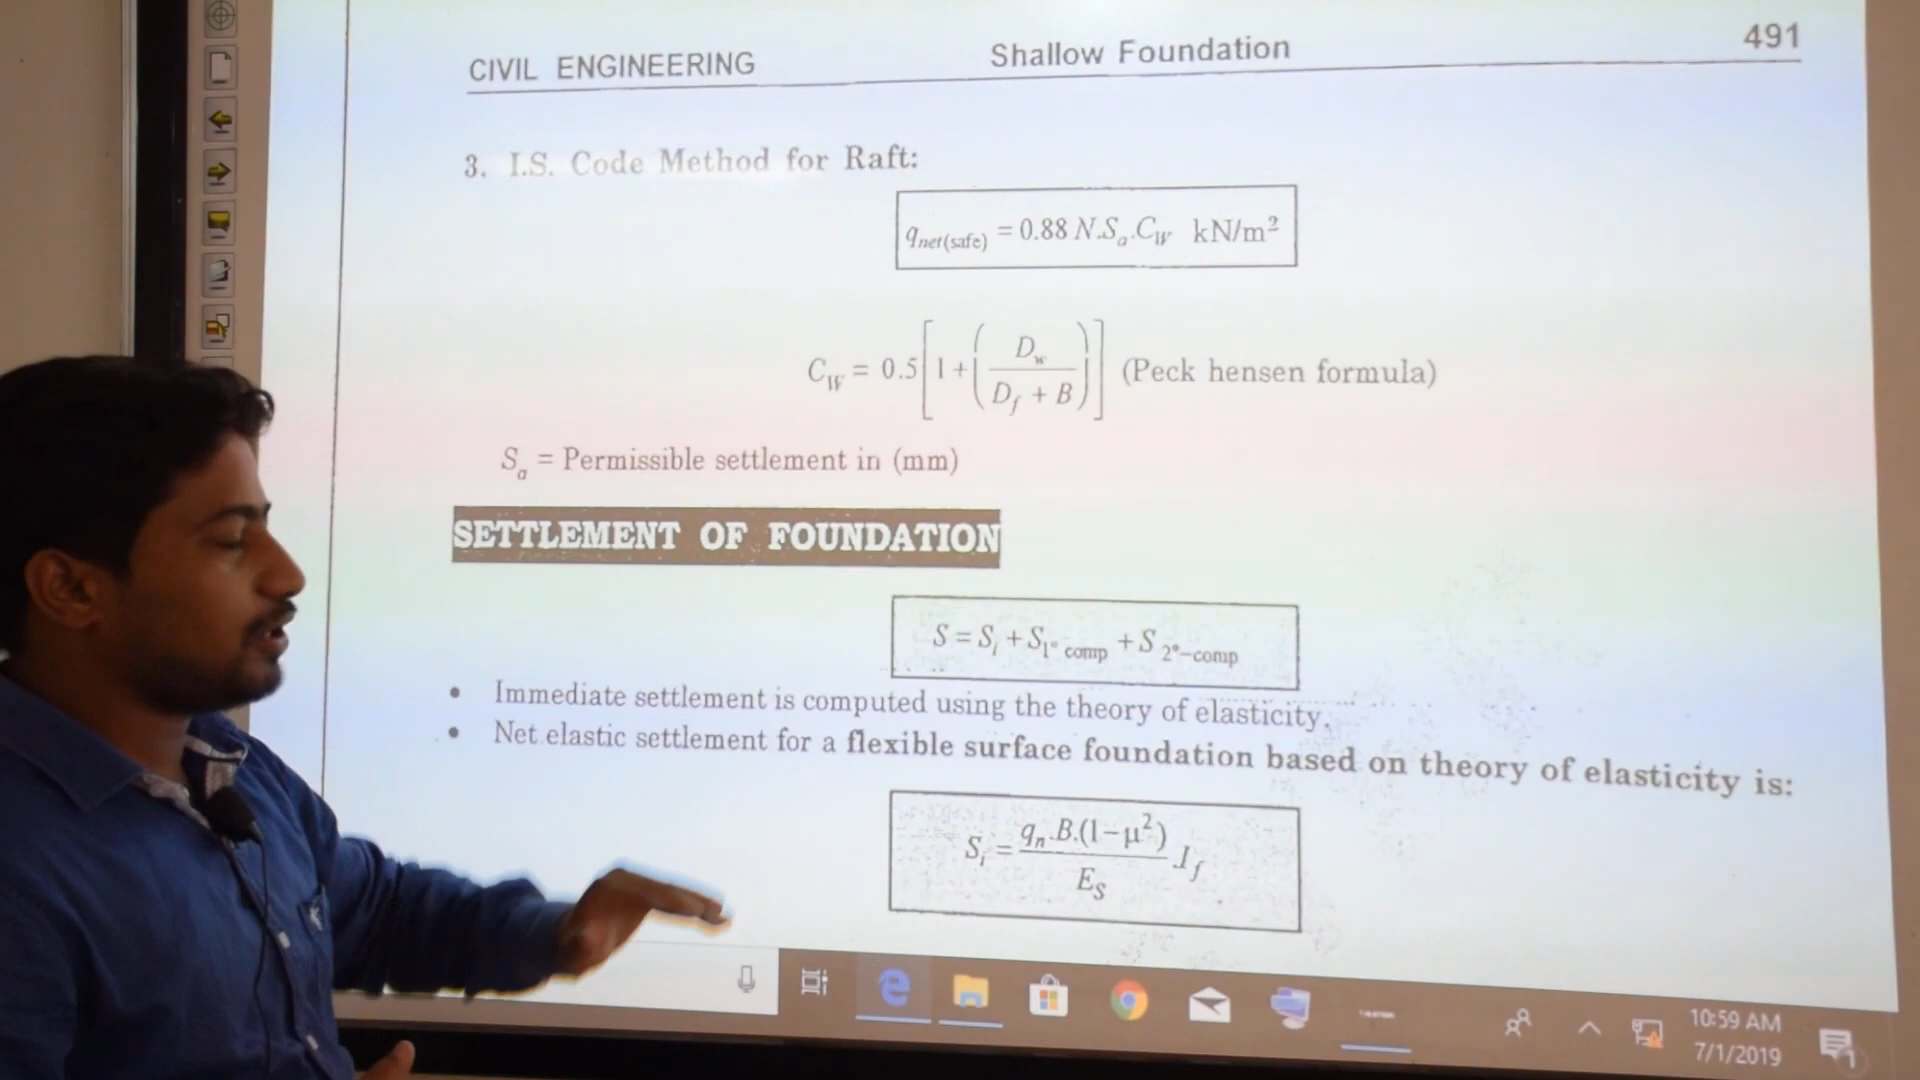 CIVIL ENGINEERING Shallow Foundation 491
3. I.S. Code Method for Raft:
q_net(safe) = 0.88 N.S_a.C_W kN/m²
C_W = 0.5[1+(D_w / (D_f + B))] (Peck hensen formula)
S_a = Permissible settlement in (mm)
SETTLEMENT OF FOUNDATION
S = S_i + S_1° comp + S_2°–comp
• Immediate settlement is computed using the theory of elasticity.
• Net elastic settlement for a flexible surface foundation based on theory of elasticity is:
S_i = (q_n.B.(1−µ²) / E_S) .I_f
10:59 AM
7/1/2019
1